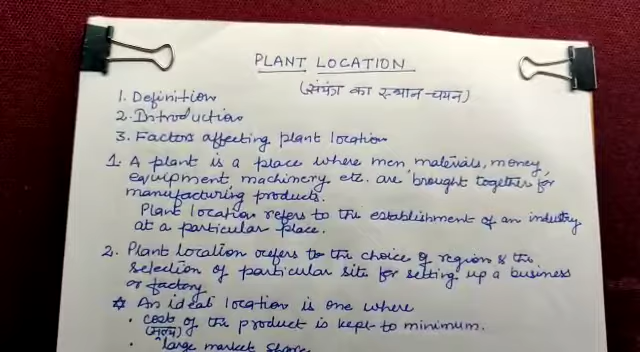 PLANT LOCATION
(संयंत्र का स्थान-चयन)
1. Definition
2. Introduction
3. Factors affecting plant location
1. A plant is a place where men, materials, money,
equipment, machinery etc. are brought together for
manufacturing products.
Plant location refers to the establishment of an industry
at a particular place.
2. Plant location refers to the choice of region & the
selection of particular site for setting up a business
or factory
☆ An ideal location is one where
• cost of the product is kept to minimum.
(मूल्य)
• large market share